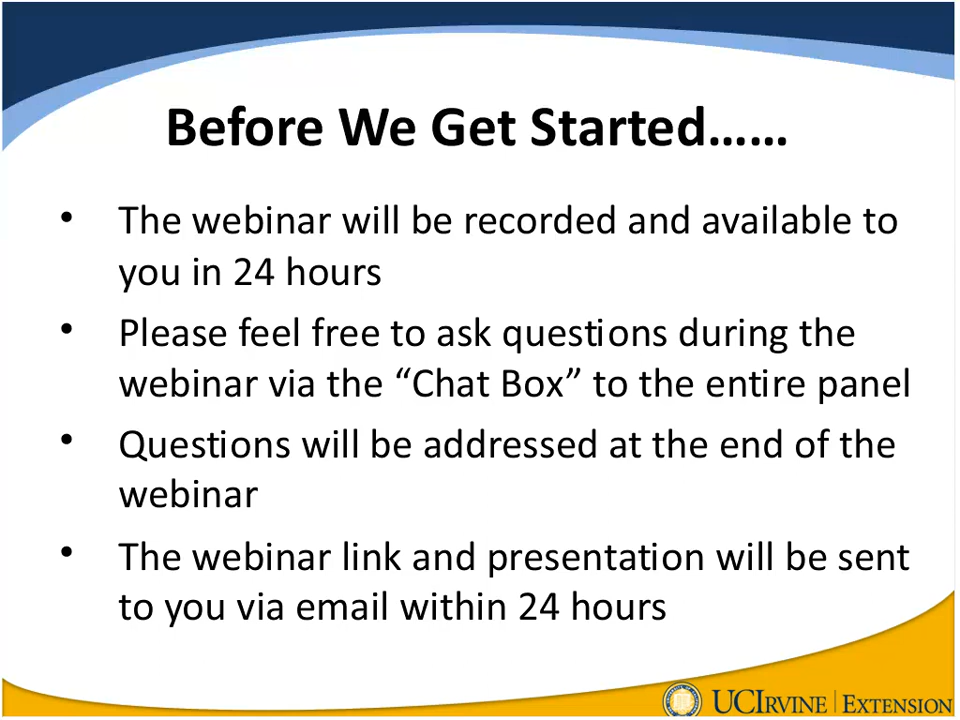 Before We Get Started……
• The webinar will be recorded and available to
you in 24 hours
• Please feel free to ask questions during the
webinar via the “Chat Box” to the entire panel
• Questions will be addressed at the end of the
webinar
• The webinar link and presentation will be sent
to you via email within 24 hours
UCIRVINE | EXTENSION